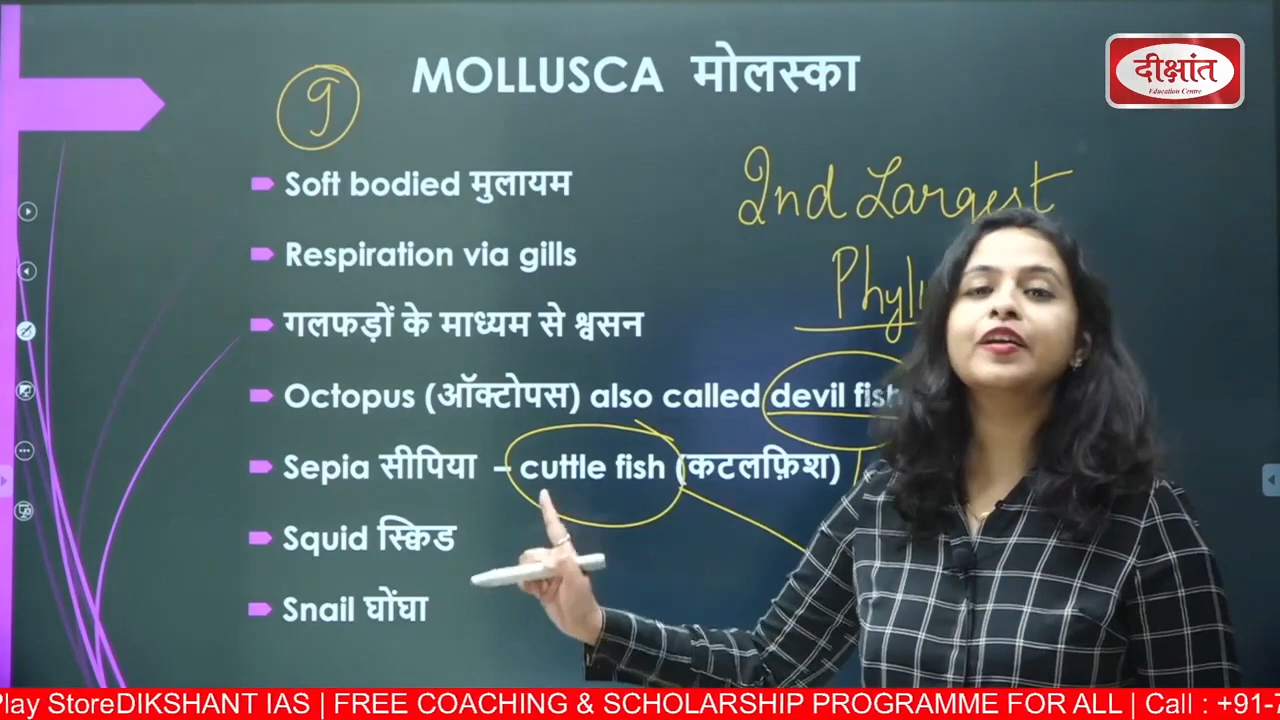 MOLLUSCA मोलस्का
दीक्षांत
Education Centre
9
Soft bodied मुलायम
2nd Largest
Respiration via gills
गलफड़ों के माध्यम से श्वसन
Octopus (ऑक्टोपस) also called devil fish
Sepia सीपिया – cuttle fish (कटलफ़िश)
Squid स्क्विड
Snail घोंघा
Play StoreDIKSHANT IAS | FREE COACHING & SCHOLARSHIP PROGRAMME FOR ALL | Call : +91-7